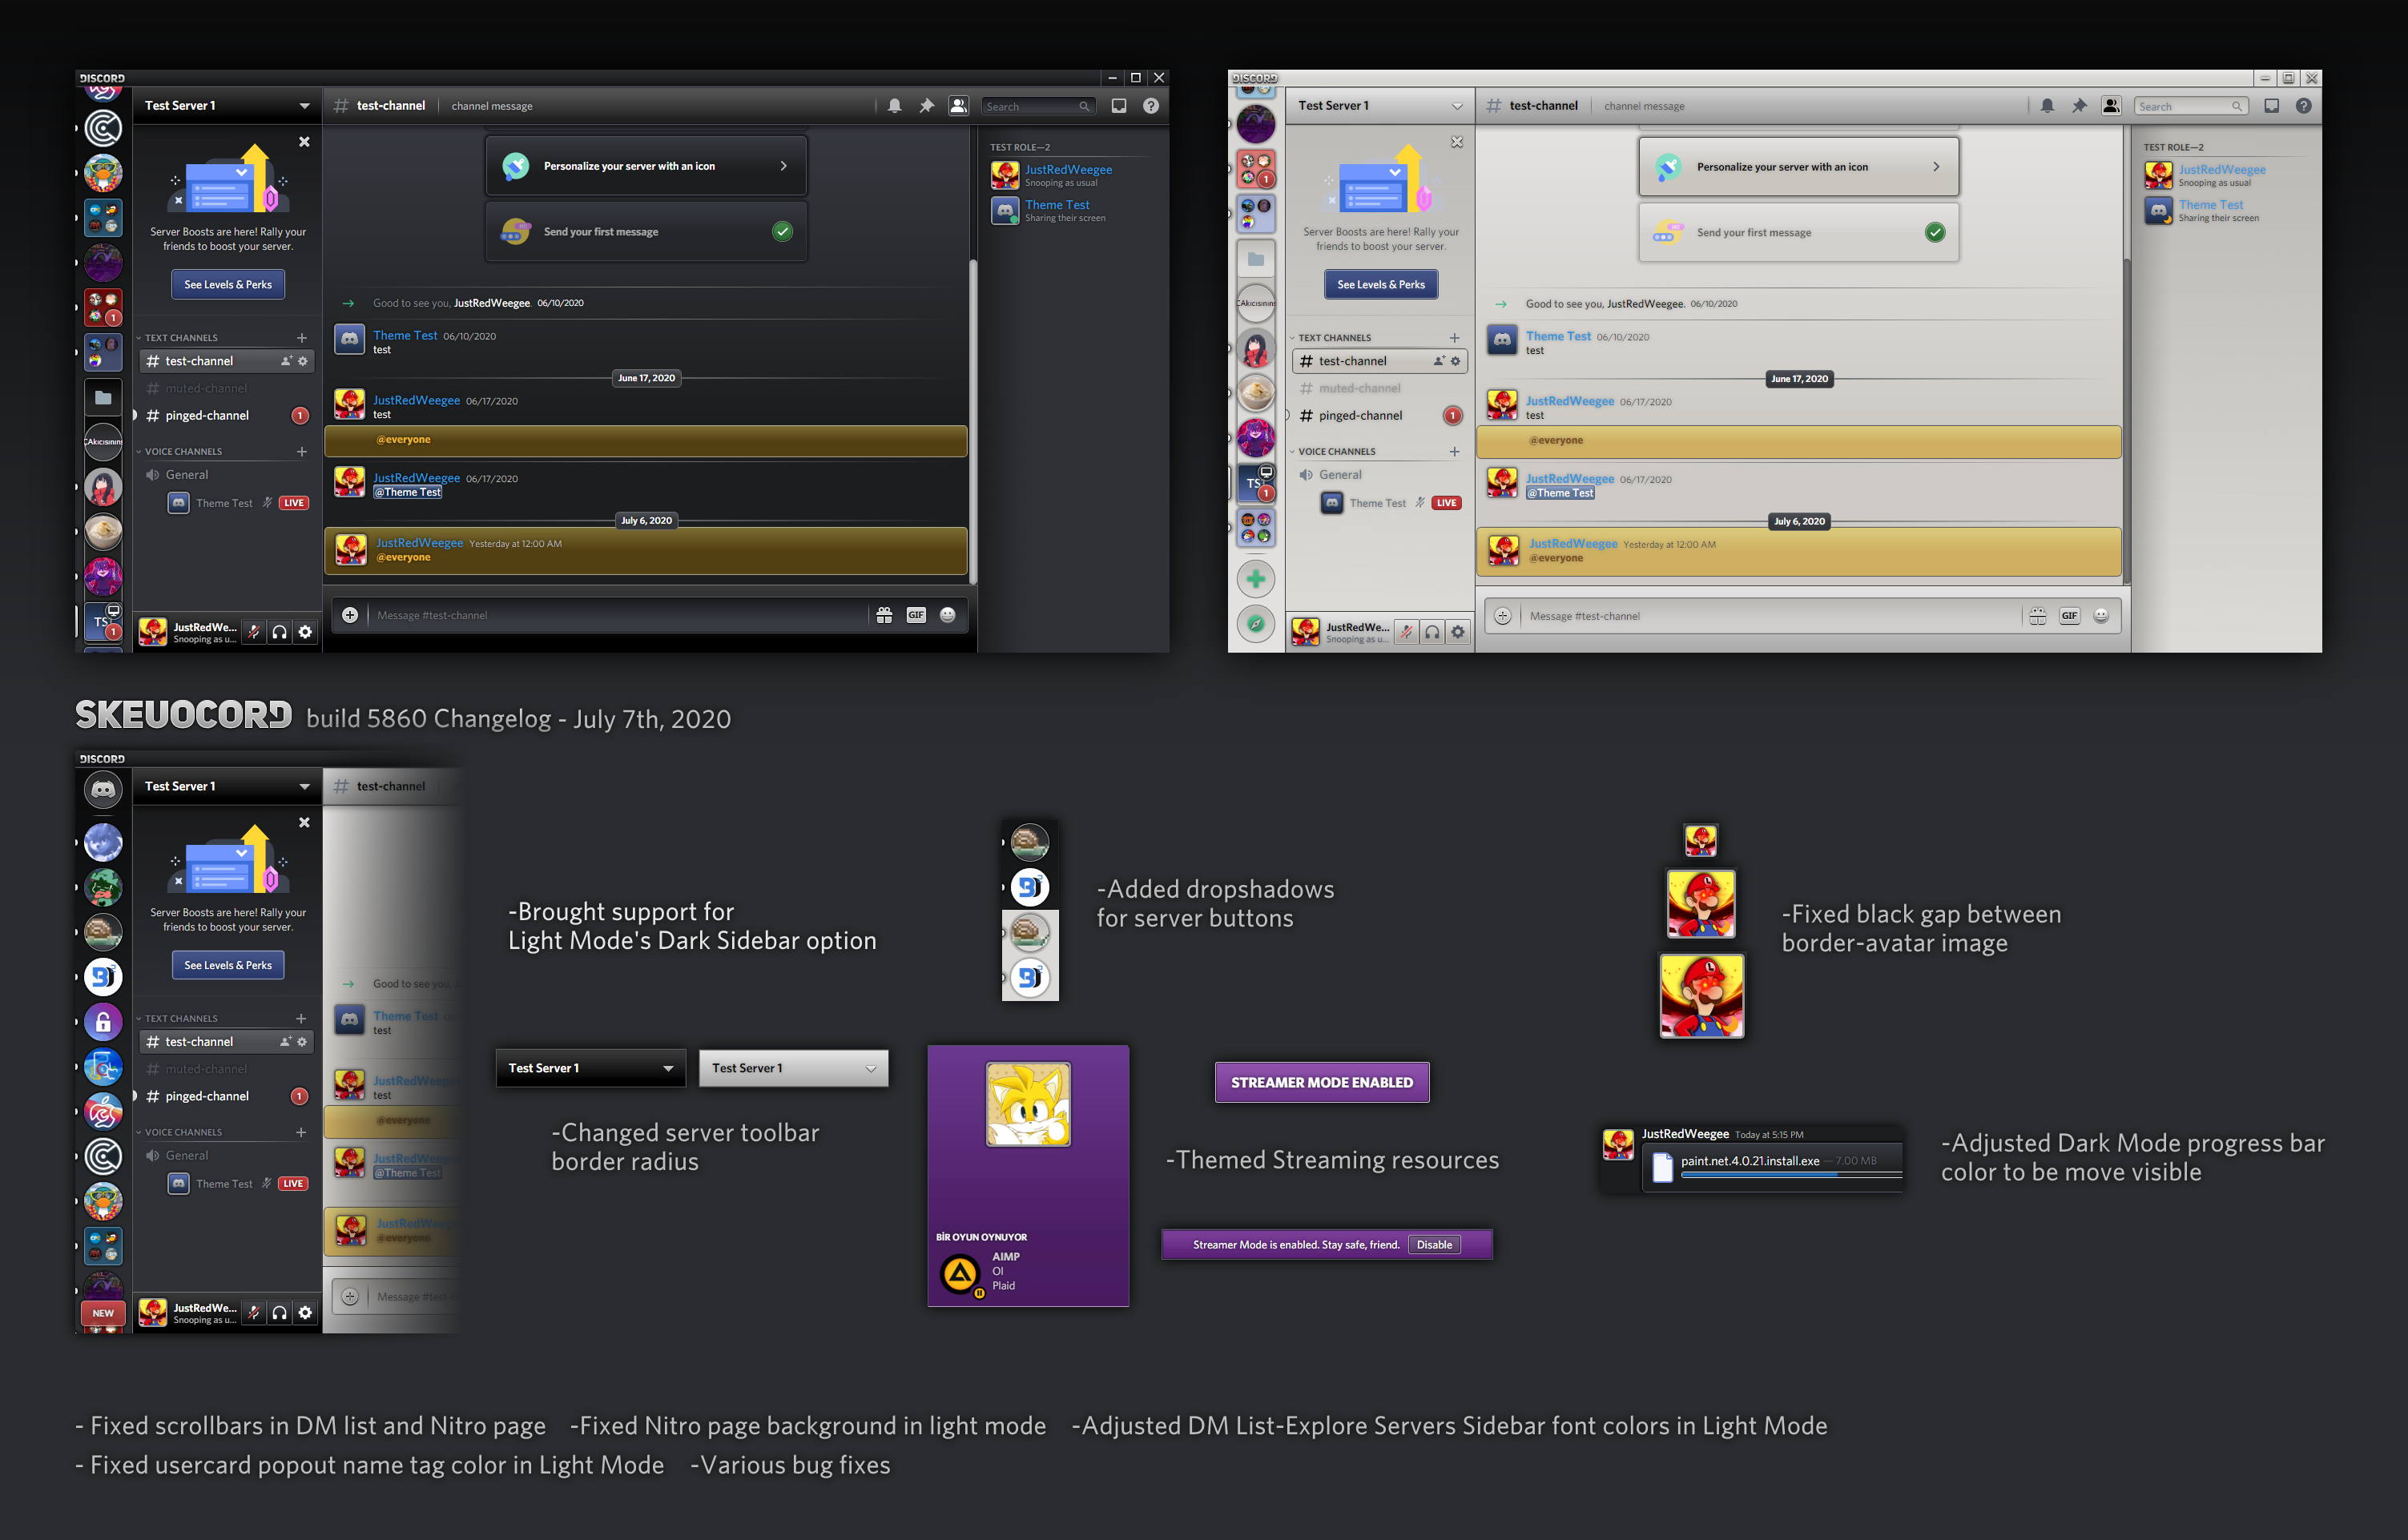 DISCORD
Test Server 1
# test-channel
channel message
Search
Server Boosts are here! Rally your
friends to boost your server.
See Levels & Perks
TEXT CHANNELS
# test-channel
# muted-channel
# pinged-channel
1
VOICE CHANNELS
General
Theme Test
LIVE
1
CAkıcısının
TS
1
JustRedWe...
Snooping as u...
Personalize your server with an icon
Send your first message
Good to see you, JustRedWeegee. 06/10/2020
Theme Test 06/10/2020
test
June 17, 2020
JustRedWeegee 06/17/2020
test
@everyone
JustRedWeegee 06/17/2020
@Theme Test
July 6, 2020
JustRedWeegee Yesterday at 12:00 AM
@everyone
Message #test-channel
GIF
TEST ROLE—2
JustRedWeegee
Snooping as usual
Theme Test
Sharing their screen
DISCORD
Test Server 1
# test-channel
channel message
Search
Server Boosts are here! Rally your
friends to boost your server.
See Levels & Perks
TEXT CHANNELS
# test-channel
# muted-channel
# pinged-channel
1
VOICE CHANNELS
General
Theme Test
LIVE
1
CAkıcısının
TS
1
JustRedWe...
Snooping as u...
Personalize your server with an icon
Send your first message
Good to see you, JustRedWeegee. 06/10/2020
Theme Test 06/10/2020
test
June 17, 2020
JustRedWeegee 06/17/2020
test
@everyone
JustRedWeegee 06/17/2020
@Theme Test
July 6, 2020
JustRedWeegee Yesterday at 12:00 AM
@everyone
Message #test-channel
GIF
TEST ROLE—2
JustRedWeegee
Snooping as usual
Theme Test
Sharing their screen
SKEUOCORD build 5860 Changelog - July 7th, 2020
DISCORD
Test Server 1
# test-channel
Server Boosts are here! Rally your
friends to boost your server.
See Levels & Perks
TEXT CHANNELS
# test-channel
# muted-channel
# pinged-channel
1
VOICE CHANNELS
General
Theme Test
LIVE
NEW
JustRedWe...
Snooping as u...
Good to see you,
Theme Test
test
JustRedWeegee
test
@everyone
JustRedWeegee
@Theme Test
JustRedWeegee
@everyone
Message #test-
-Brought support for
Light Mode's Dark Sidebar option
-Added dropshadows
for server buttons
-Fixed black gap between
border-avatar image
Test Server 1
Test Server 1
-Changed server toolbar
border radius
BİR OYUN OYNUYOR
AIMP
Ol
Plaid
STREAMER MODE ENABLED
-Themed Streaming resources
Streamer Mode is enabled. Stay safe, friend.
Disable
JustRedWeegee Today at 5:15 PM
paint.net.4.0.21.install.exe — 7.00 MB
-Adjusted Dark Mode progress bar
color to be move visible
- Fixed scrollbars in DM list and Nitro page -Fixed Nitro page background in light mode -Adjusted DM List-Explore Servers Sidebar font colors in Light Mode
- Fixed usercard popout name tag color in Light Mode -Various bug fixes